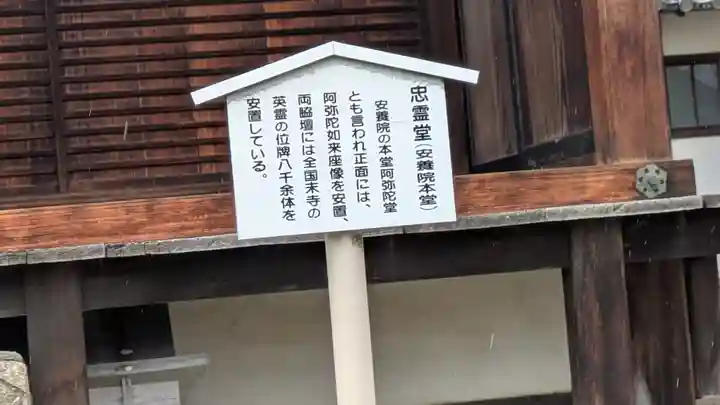 忠霊堂(安養院本堂)
安養院の本堂阿弥陀堂
とも言われ正面には、
阿弥陀如来座像を安置、
両脇壇には全国末寺の
英霊の位牌八千余体を
安置している。